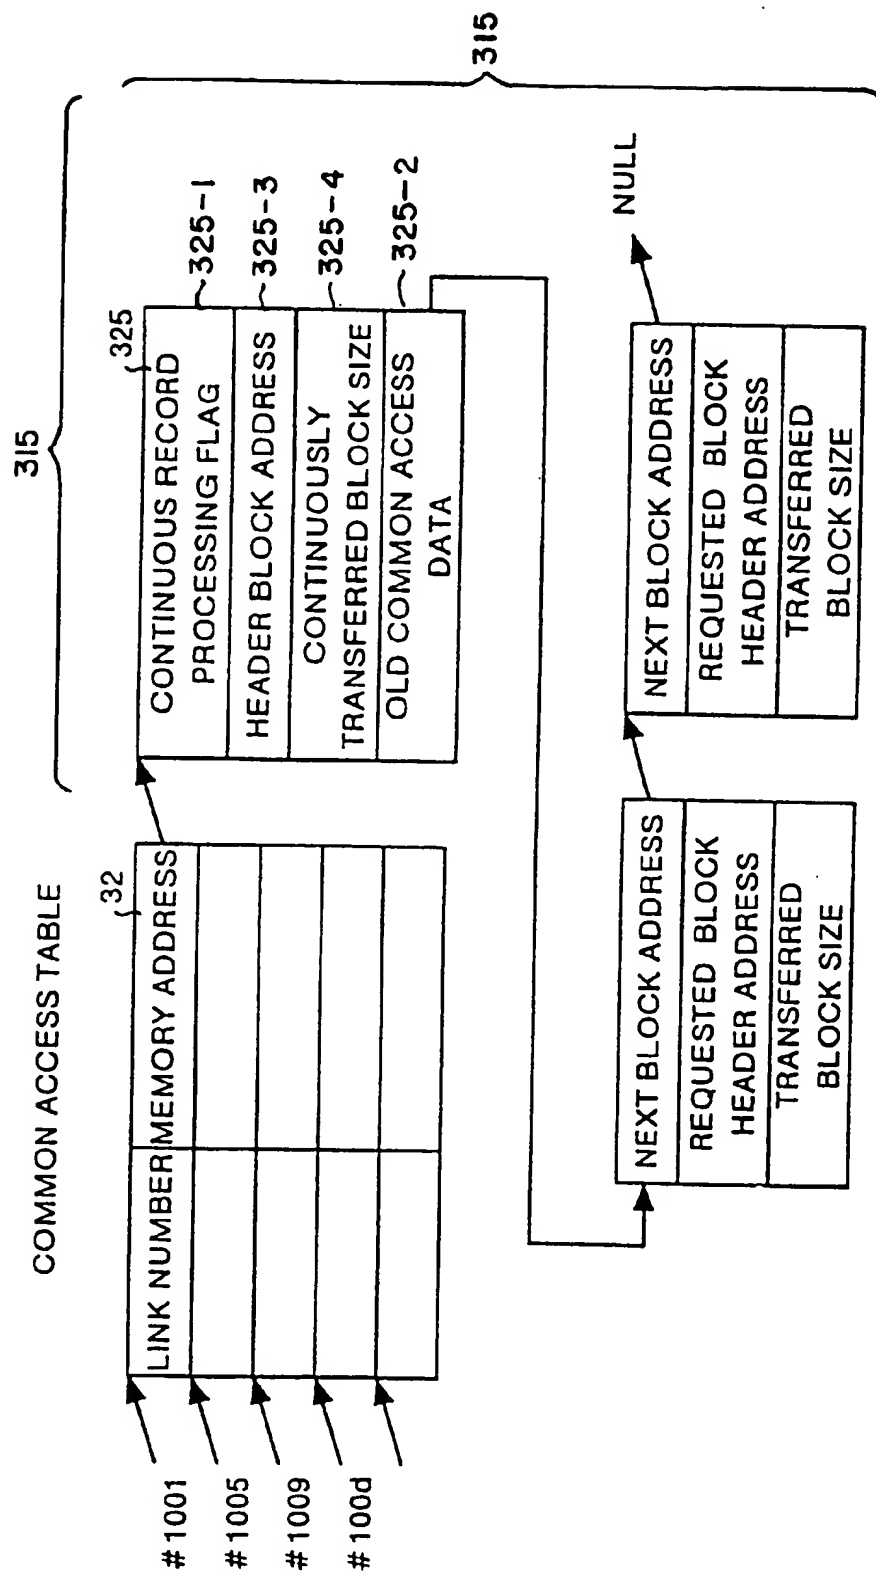 315
315
COMMON ACCESS TABLE
32
LINK NUMBER
MEMORY ADDRESS
#1001
#1005
#1009
#100d
325
CONTINUOUS RECORD
PROCESSING FLAG
325-1
HEADER BLOCK ADDRESS
325-3
CONTINUOUSLY
TRANSFERRED BLOCK SIZE
325-4
OLD COMMON ACCESS
DATA
325-2
NEXT BLOCK ADDRESS
REQUESTED BLOCK
HEADER ADDRESS
TRANSFERRED
BLOCK SIZE
NEXT BLOCK ADDRESS
REQUESTED BLOCK
HEADER ADDRESS
TRANSFERRED
BLOCK SIZE
NULL